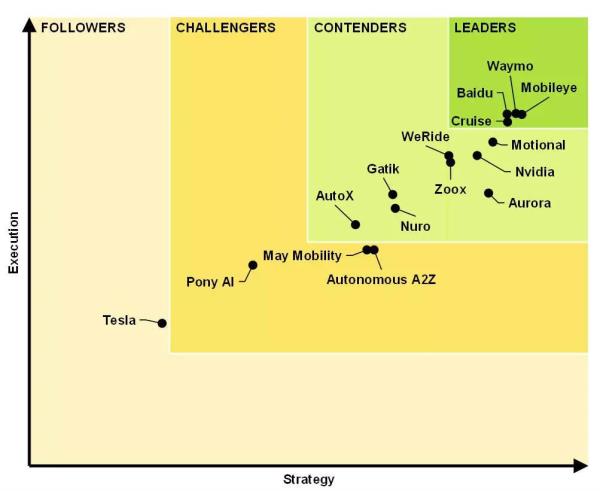 FOLLOWERS
CHALLENGERS
CONTENDERS
LEADERS
Waymo
Baidu
Mobileye
Cruise
WeRide
Motional
Gatik
Nvidia
Zoox
AutoX
Aurora
Nuro
May Mobility
Pony AI
Autonomous A2Z
Tesla
Execution
Strategy